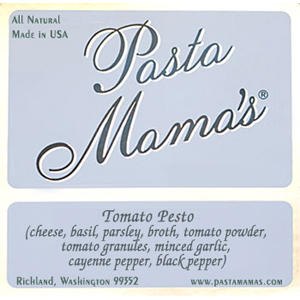 All Natural
Made in USA
Pasta
Mama's®
Tomato Pesto
(cheese, basil, parsley, broth, tomato powder,
tomato granules, minced garlic,
cayenne pepper, black pepper)
Richland, Washington 99352
www.pastamamas.com